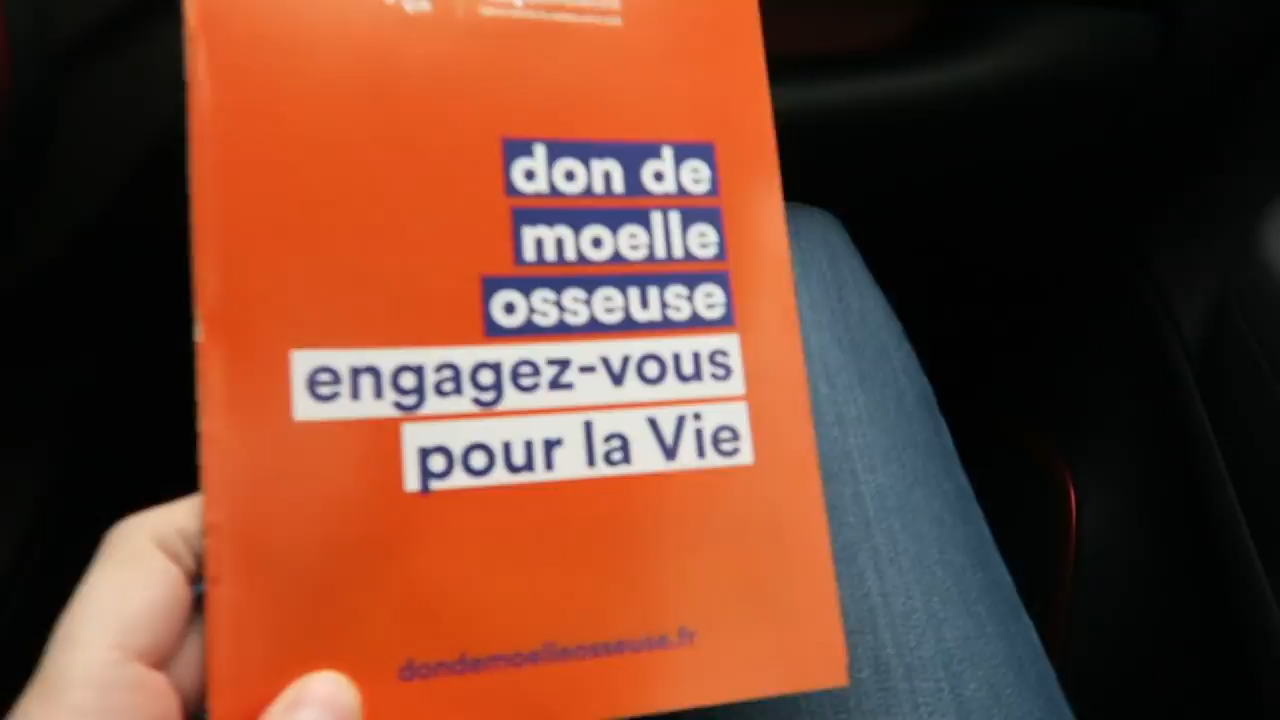 don de
moelle
osseuse
engagez-vous
pour la Vie
dondemoelleosseuse.fr